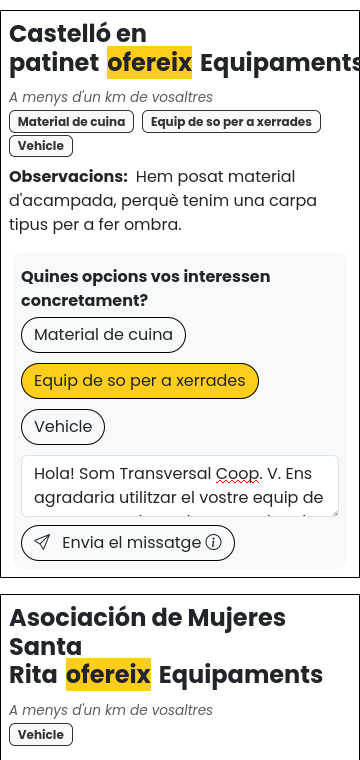 Castelló en
patinet ofereix Equipaments
A menys d'un km de vosaltres
Material de cuina Equip de so per a xerrades
Vehicle
Observacions: Hem posat material
d'acampada, perquè tenim una carpa
tipus per a fer ombra.
Quines opcions vos interessen
concretament?
Material de cuina
Equip de so per a xerrades
Vehicle
Hola! Som Transversal Coop. V. Ens
agradaria utilitzar el vostre equip de
Envia el missatge
Asociación de Mujeres
Santa
Rita ofereix Equipaments
A menys d'un km de vosaltres
Vehicle